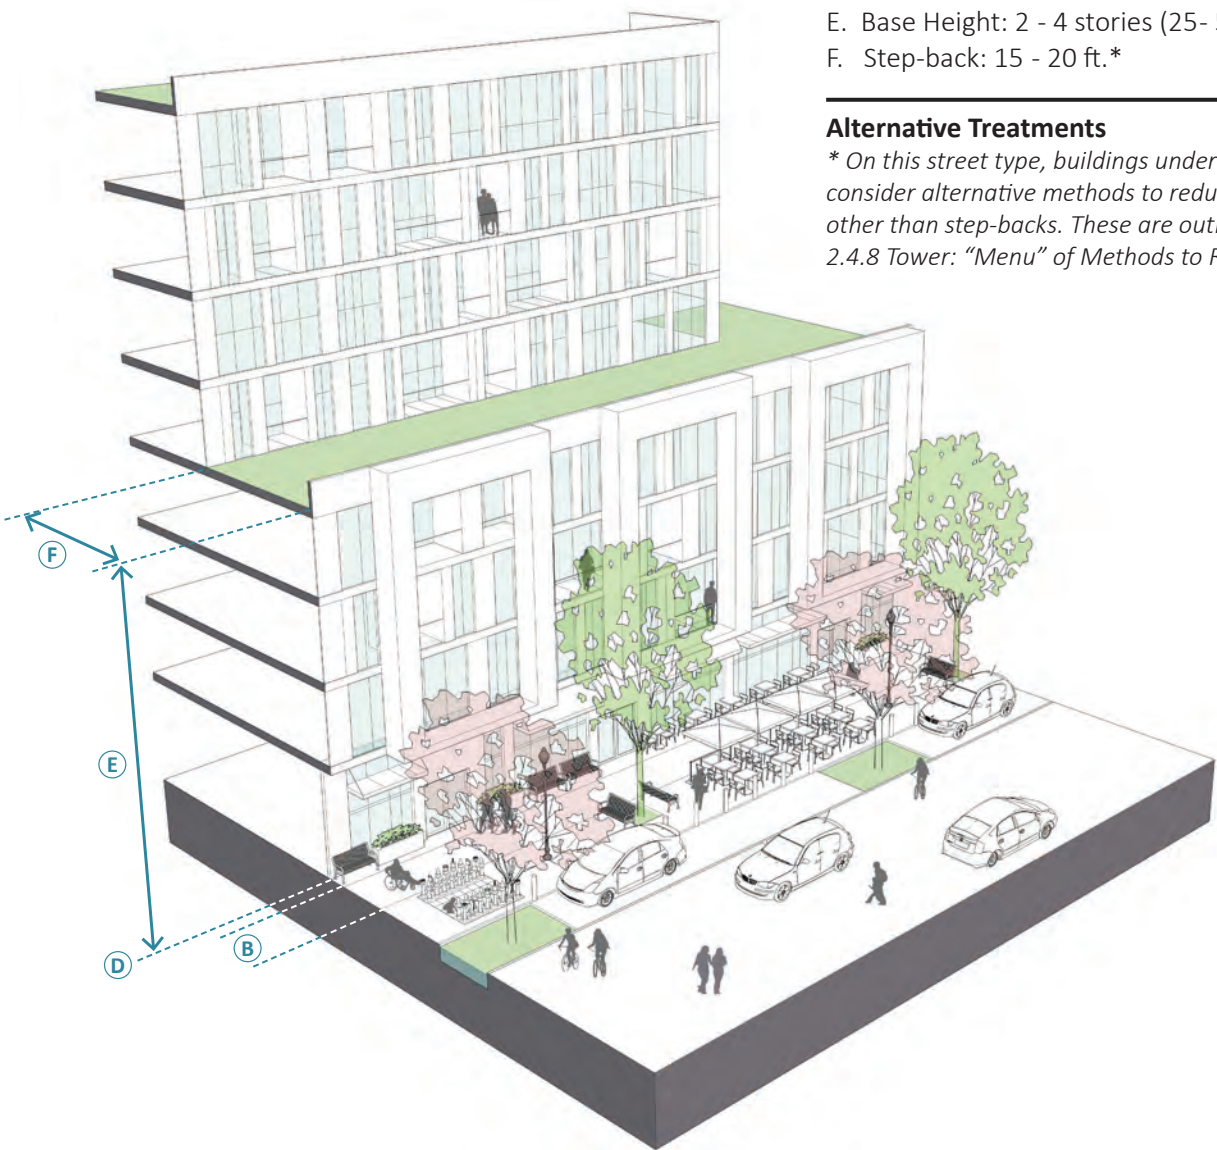 E. Base Height: 2 - 4 stories (25-
F. Step-back: 15 - 20 ft.*
Alternative Treatments
* On this street type, buildings under
consider alternative methods to redu
other than step-backs. These are out
2.4.8 Tower: “Menu” of Methods to R
F
E
B
D